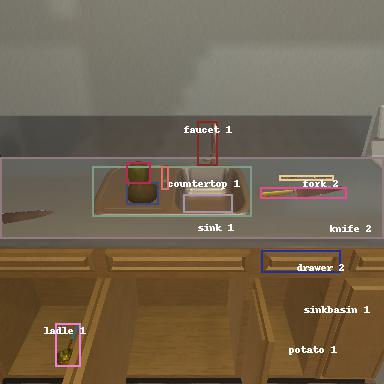 faucet 1
countertop 1
fork 2
sink 1
knife 2
drawer 2
sinkbasin 1
ladle 1
potato 1